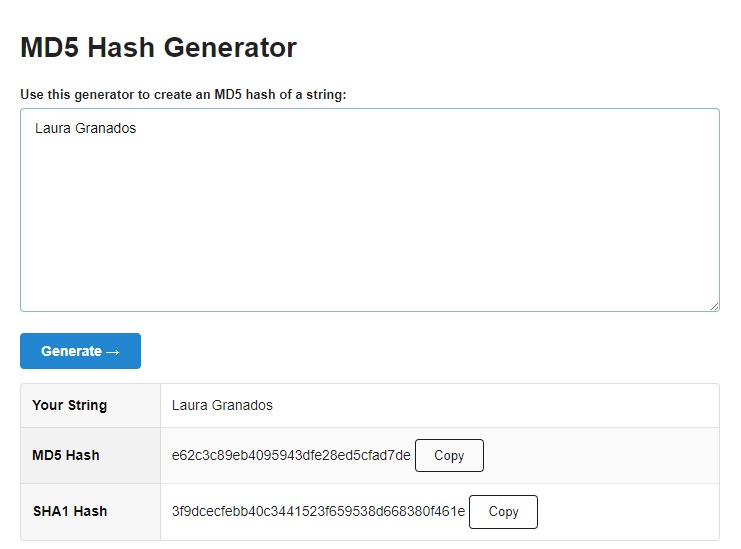 MD5 Hash Generator
Use this generator to create an MD5 hash of a string:
Laura Granados
Generate →
Your String Laura Granados
MD5 Hash e62c3c89eb4095943dfe28ed5cfad7de Copy
SHA1 Hash 3f9dcecfebb40c3441523f659538d668380f461e Copy